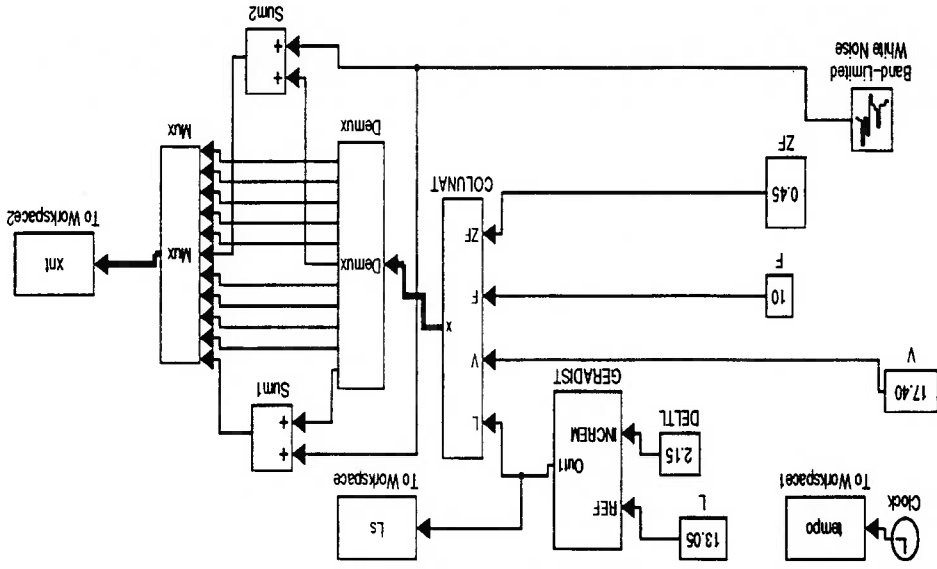 Clock
tempo
To Workspace1
13.05
L
2.15
DELTL
REF
INCREM
Out1
GERADIST
Ls
To Workspace
17.40
V
10
F
0.45
ZF
L
V
F
ZF
x
COLUNAT
+
+
Sum1
Demux
Demux
Mux
Mux
xnt
To Workspace2
Band-Limited
White Noise
+
+
Sum2